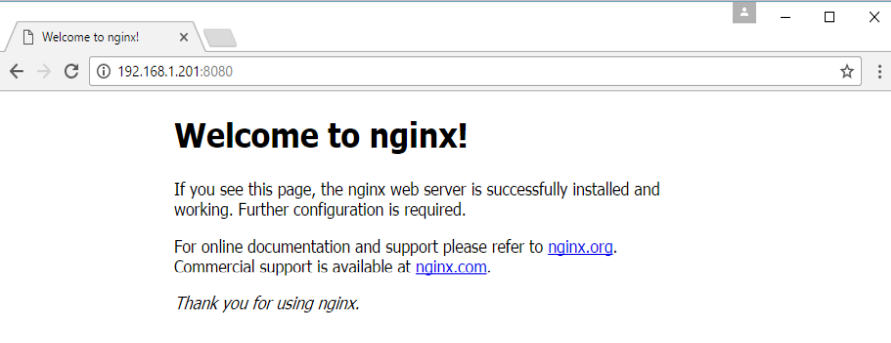 Welcome to nginx!
192.168.1.201:8080
Welcome to nginx!
If you see this page, the nginx web server is successfully installed and
working. Further configuration is required.
For online documentation and support please refer to nginx.org.
Commercial support is available at nginx.com.
Thank you for using nginx.